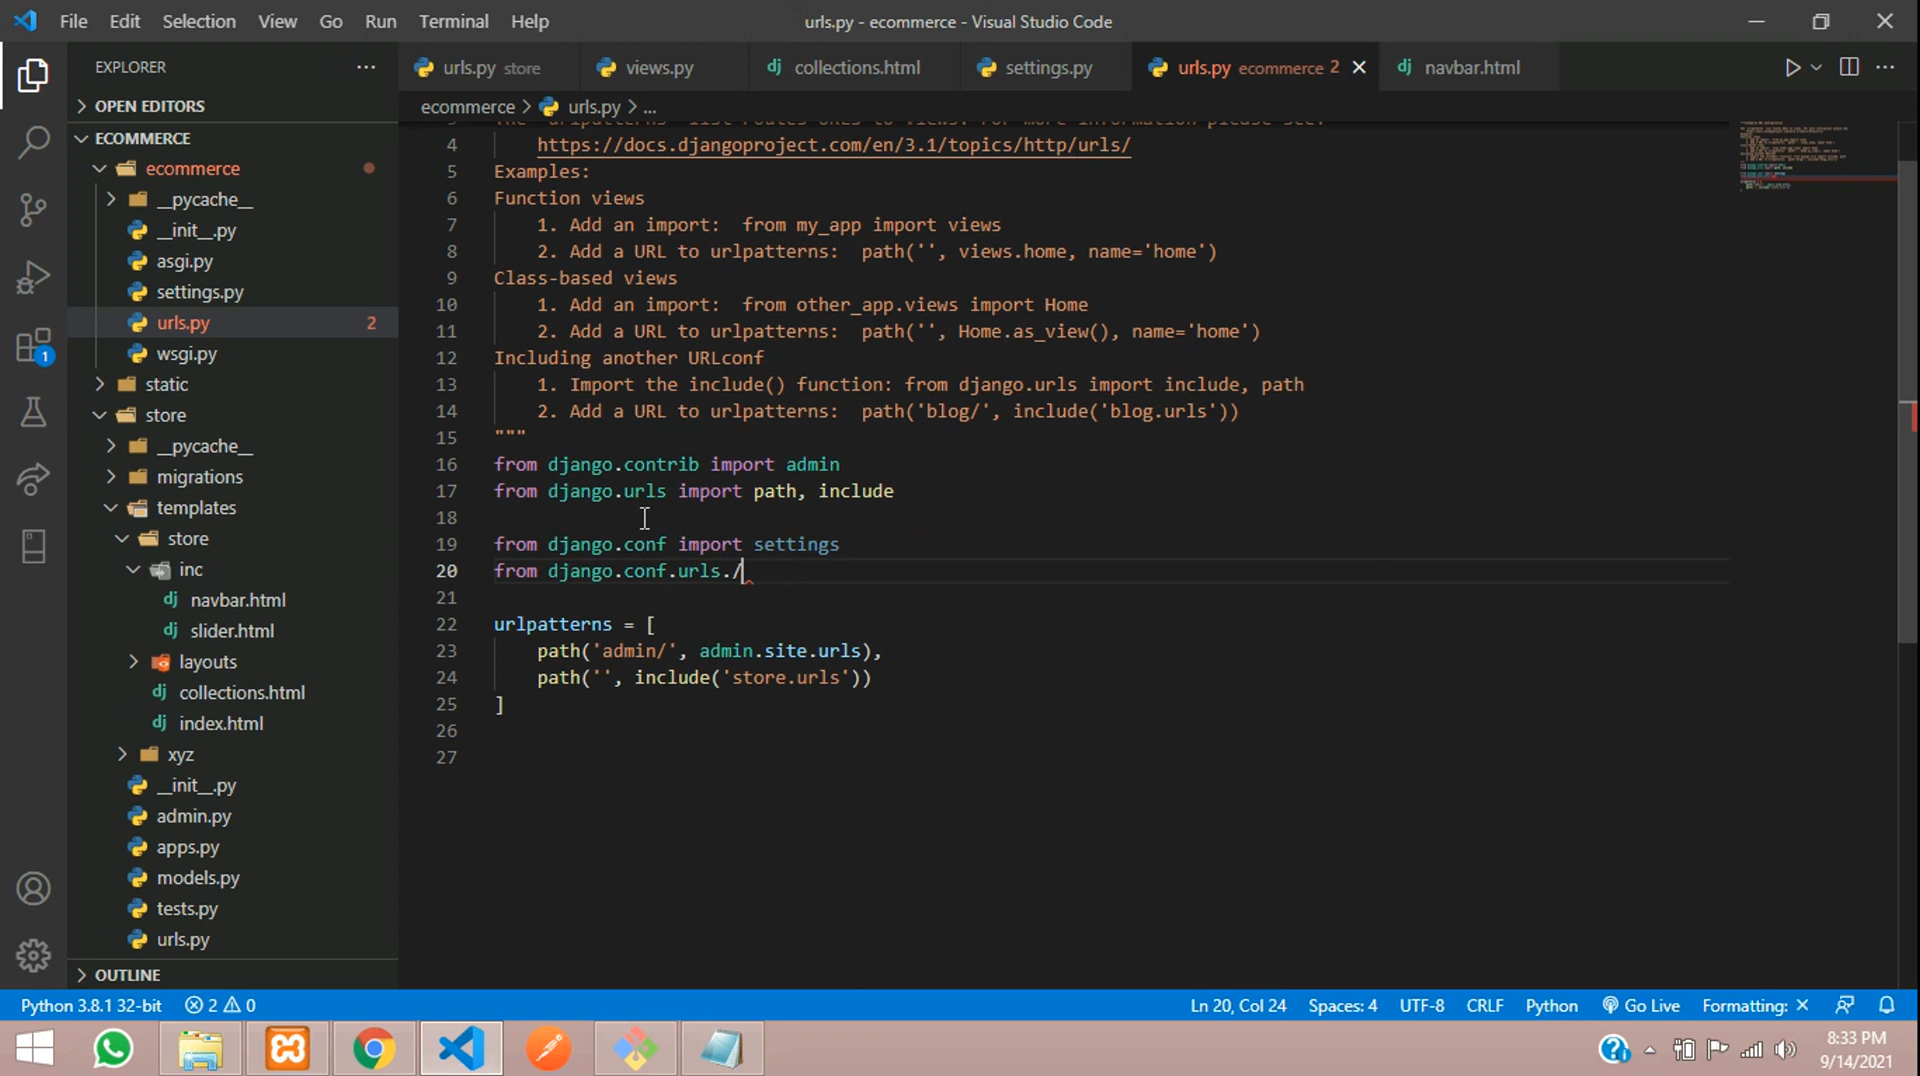 File Edit Selection View Go Run Terminal Help
urls.py - ecommerce - Visual Studio Code
EXPLORER
urls.py store
views.py
collections.html
settings.py
urls.py ecommerce 2
navbar.html
OPEN EDITORS
ecommerce > urls.py > ...
ECOMMERCE
ecommerce
__pycache__
__init__.py
asgi.py
settings.py
urls.py 2
wsgi.py
static
store
__pycache__
migrations
templates
store
inc
navbar.html
slider.html
layouts
collections.html
index.html
xyz
__init__.py
admin.py
apps.py
models.py
tests.py
urls.py
OUTLINE
4 https://docs.djangoproject.com/en/3.1/topics/http/urls/
5 Examples:
6 Function views
7 1. Add an import:  from my_app import views
8 2. Add a URL to urlpatterns:  path('', views.home, name='home')
9 Class-based views
10 1. Add an import:  from other_app.views import Home
11 2. Add a URL to urlpatterns:  path('', Home.as_view(), name='home')
12 Including another URLconf
13 1. Import the include() function: from django.urls import include, path
14 2. Add a URL to urlpatterns:  path('blog/', include('blog.urls'))
15 """
16 from django.contrib import admin
17 from django.urls import path, include
18
19 from django.conf import settings
20 from django.conf.urls./
21
22 urlpatterns = [
23 path('admin/', admin.site.urls),
24 path('', include('store.urls'))
25 ]
26
27
1
Python 3.8.1 32-bit
2 0
Ln 20, Col 24
Spaces: 4
UTF-8
CRLF
Python
Go Live
Formatting: ×
8:33 PM
9/14/2021